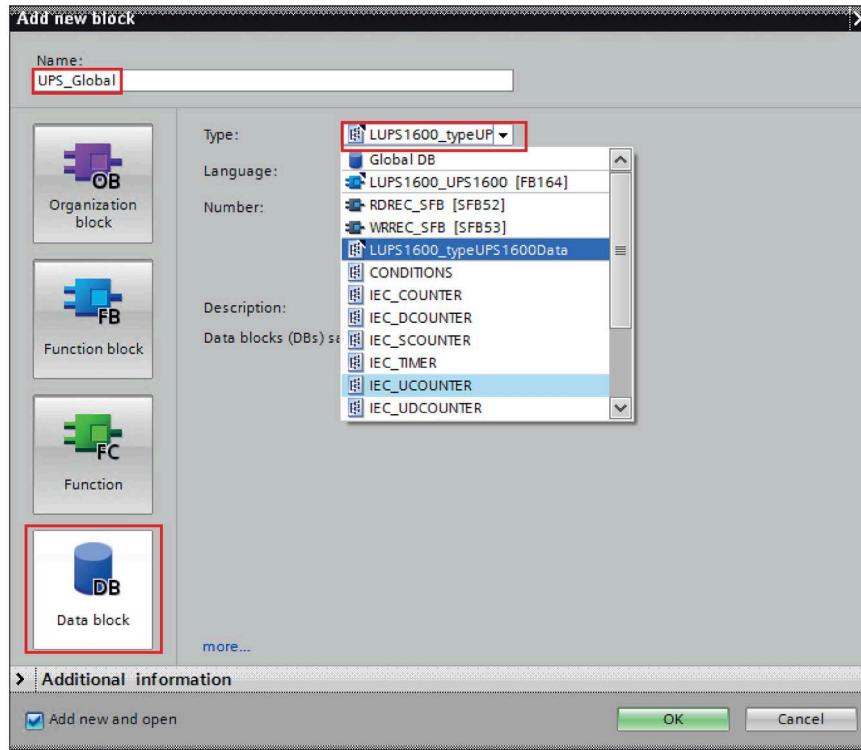 Add new block
Name:
UPS_Global
OB
Organization
block
FB
Function block
FC
Function
DB
Data block
Type:
LUPS1600_typeUP
Language:
Number:
Description:
Data blocks (DBs) sa
Global DB
LUPS1600_UPS1600 [FB164]
RDREC_SFB [SFB52]
WRREC_SFB [SFB53]
LUPS1600_typeUPS1600Data
CONDITIONS
IEC_COUNTER
IEC_DCOUNTER
IEC_SCOUNTER
IEC_TIMER
IEC_UCOUNTER
IEC_UDCOUNTER
more...
Additional information
Add new and open
OK
Cancel